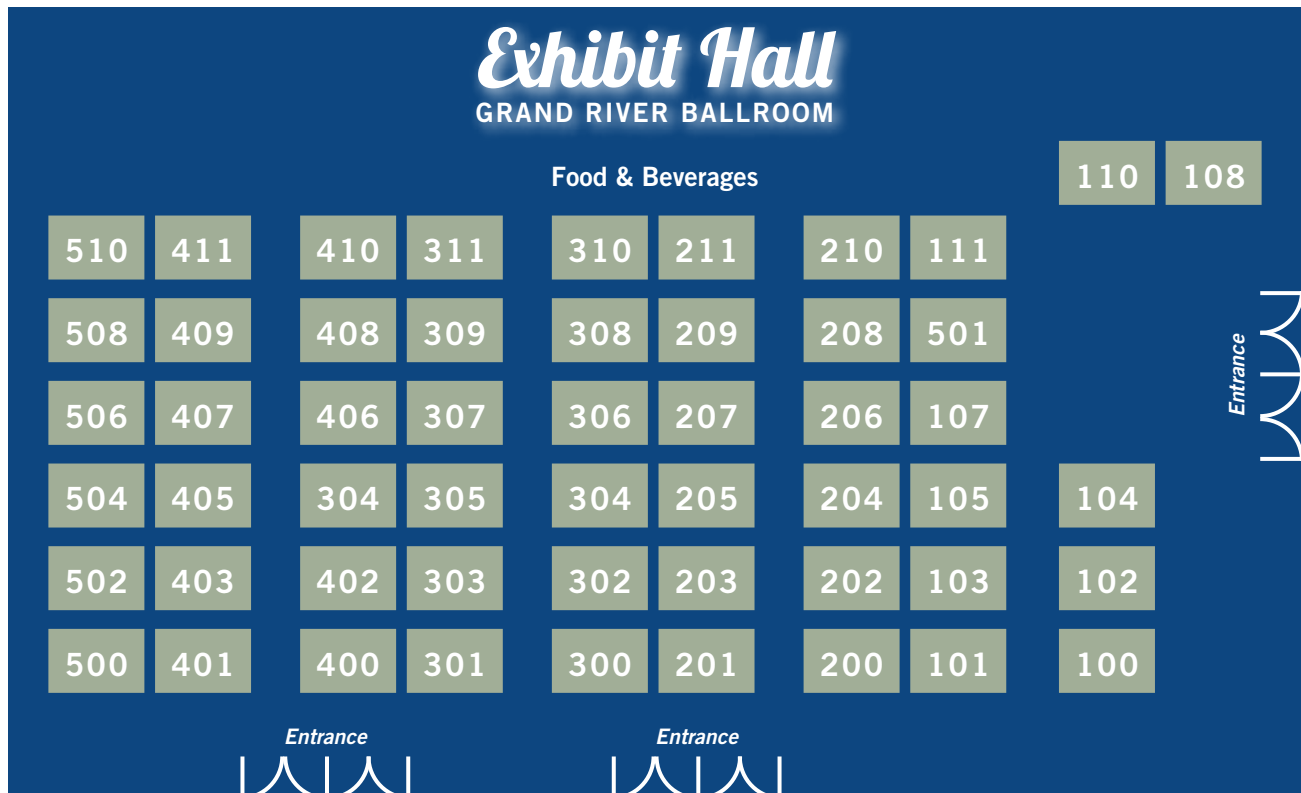 Exhibit Hall
GRAND RIVER BALLROOM
Food & Beverages
110 108
510 411 410 311 310 211 210 111
508 409 408 309 308 209 208 501
Entrance
506 407 406 307 306 207 206 107
504 405 304 305 304 205 204 105 104
502 403 402 303 302 203 202 103 102
500 401 400 301 300 201 200 101 100
Entrance Entrance